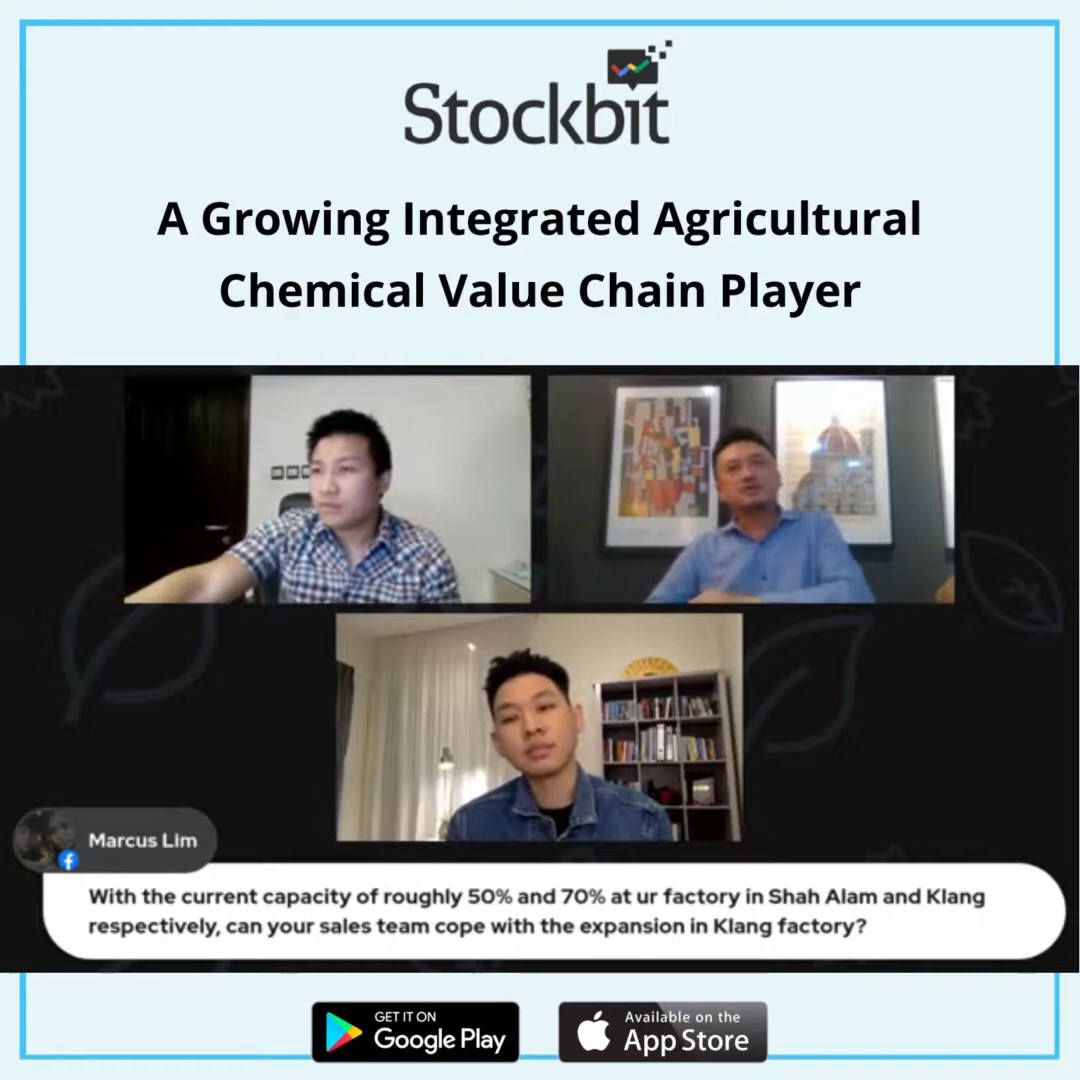 Stockbit
A Growing Integrated Agricultural
Chemical Value Chain Player
Marcus Lim
With the current capacity of roughly 50% and 70% at ur factory in Shah Alam and Klang
respectively, can your sales team cope with the expansion in Klang factory?
GET IT ON
Google Play
Available on the
App Store